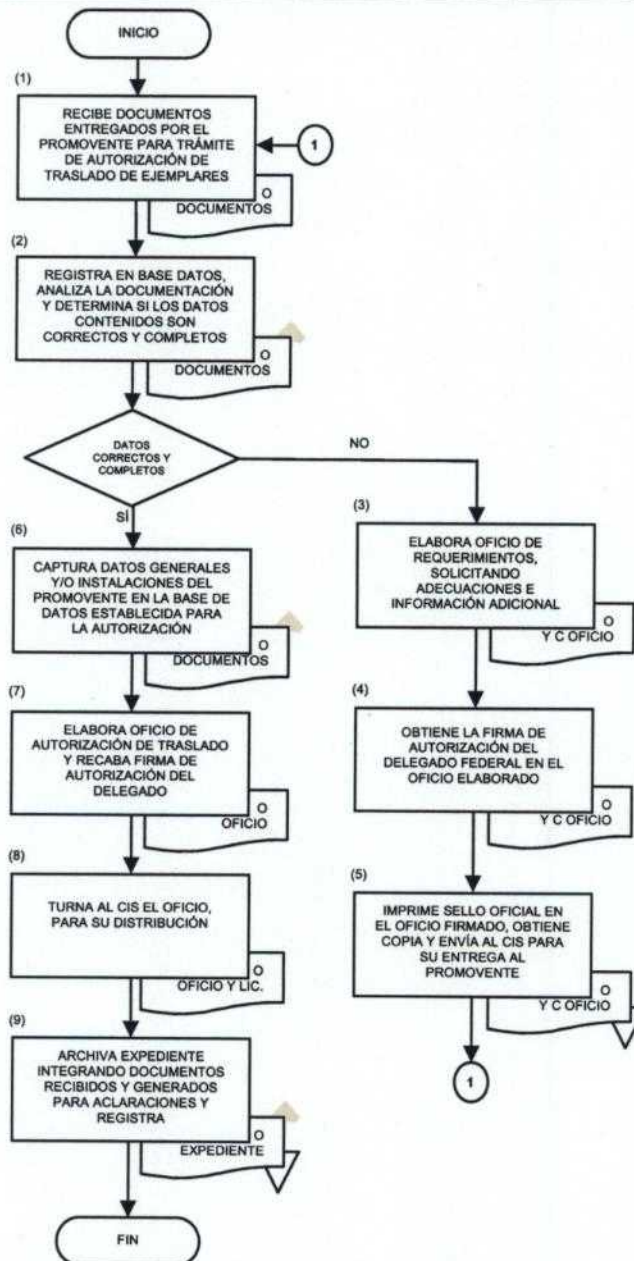 INICIO
(1)
RECIBE DOCUMENTOS
ENTREGADOS POR EL
PROMOVENTE PARA TRÁMITE
DE AUTORIZACIÓN DE
TRASLADO DE EJEMPLARES
1
O
DOCUMENTOS
(2)
REGISTRA EN BASE DATOS,
ANALIZA LA DOCUMENTACIÓN
Y DETERMINA SI LOS DATOS
CONTENIDOS SON
CORRECTOS Y COMPLETOS
O
DOCUMENTOS
DATOS
CORRECTOS Y
COMPLETOS
NO
SÍ
(3)
ELABORA OFICIO DE
REQUERIMIENTOS,
SOLICITANDO
ADECUACIONES E
INFORMACIÓN ADICIONAL
O
Y C OFICIO
(4)
OBTIENE LA FIRMA DE
AUTORIZACIÓN DEL
DELEGADO FEDERAL EN EL
OFICIO ELABORADO
O
Y C OFICIO
(5)
IMPRIME SELLO OFICIAL EN
EL OFICIO FIRMADO, OBTIENE
COPIA Y ENVÍA AL CIS PARA
SU ENTREGA AL
PROMOVENTE
O
Y C OFICIO
1
(6)
CAPTURA DATOS GENERALES
Y/O INSTALACIONES DEL
PROMOVENTE EN LA BASE DE
DATOS ESTABLECIDA PARA
LA AUTORIZACIÓN
O
DOCUMENTOS
(7)
ELABORA OFICIO DE
AUTORIZACIÓN DE TRASLADO
Y RECABA FIRMA DE
AUTORIZACIÓN DEL
DELEGADO
O
OFICIO
(8)
TURNA AL CIS EL OFICIO,
PARA SU DISTRIBUCIÓN
O
OFICIO Y LIC.
(9)
ARCHIVA EXPEDIENTE
INTEGRANDO DOCUMENTOS
RECIBIDOS Y GENERADOS
PARA ACLARACIONES Y
REGISTRA
O
EXPEDIENTE
FIN